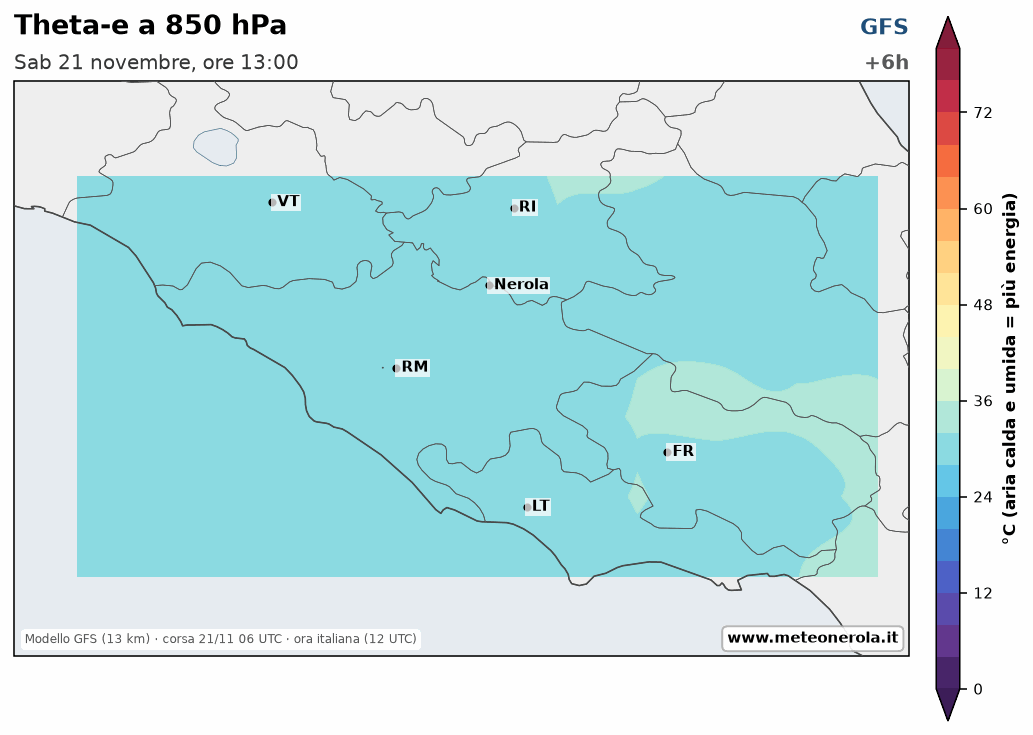 Theta-e a 850 hPa
GFS
Sab 21 novembre, ore 13:00
+6h
VT
RI
Nerola
RM
FR
LT
Modello GFS (13 km) · corsa 21/11 06 UTC · ora italiana (12 UTC)
www.meteonerola.it
72
60
48
36
24
12
0
°C (aria calda e umida = più energia)